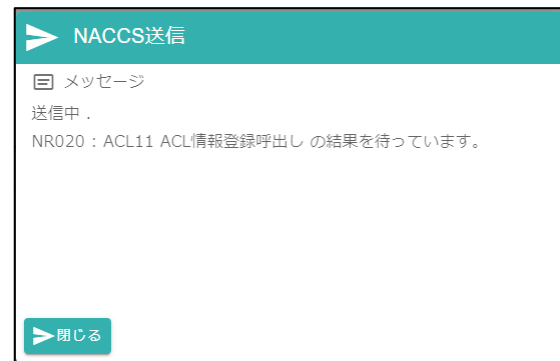 NACCS送信
メッセージ
送信中 .
NR020 : ACL11 ACL情報登録呼出し の結果を待っています。
閉じる